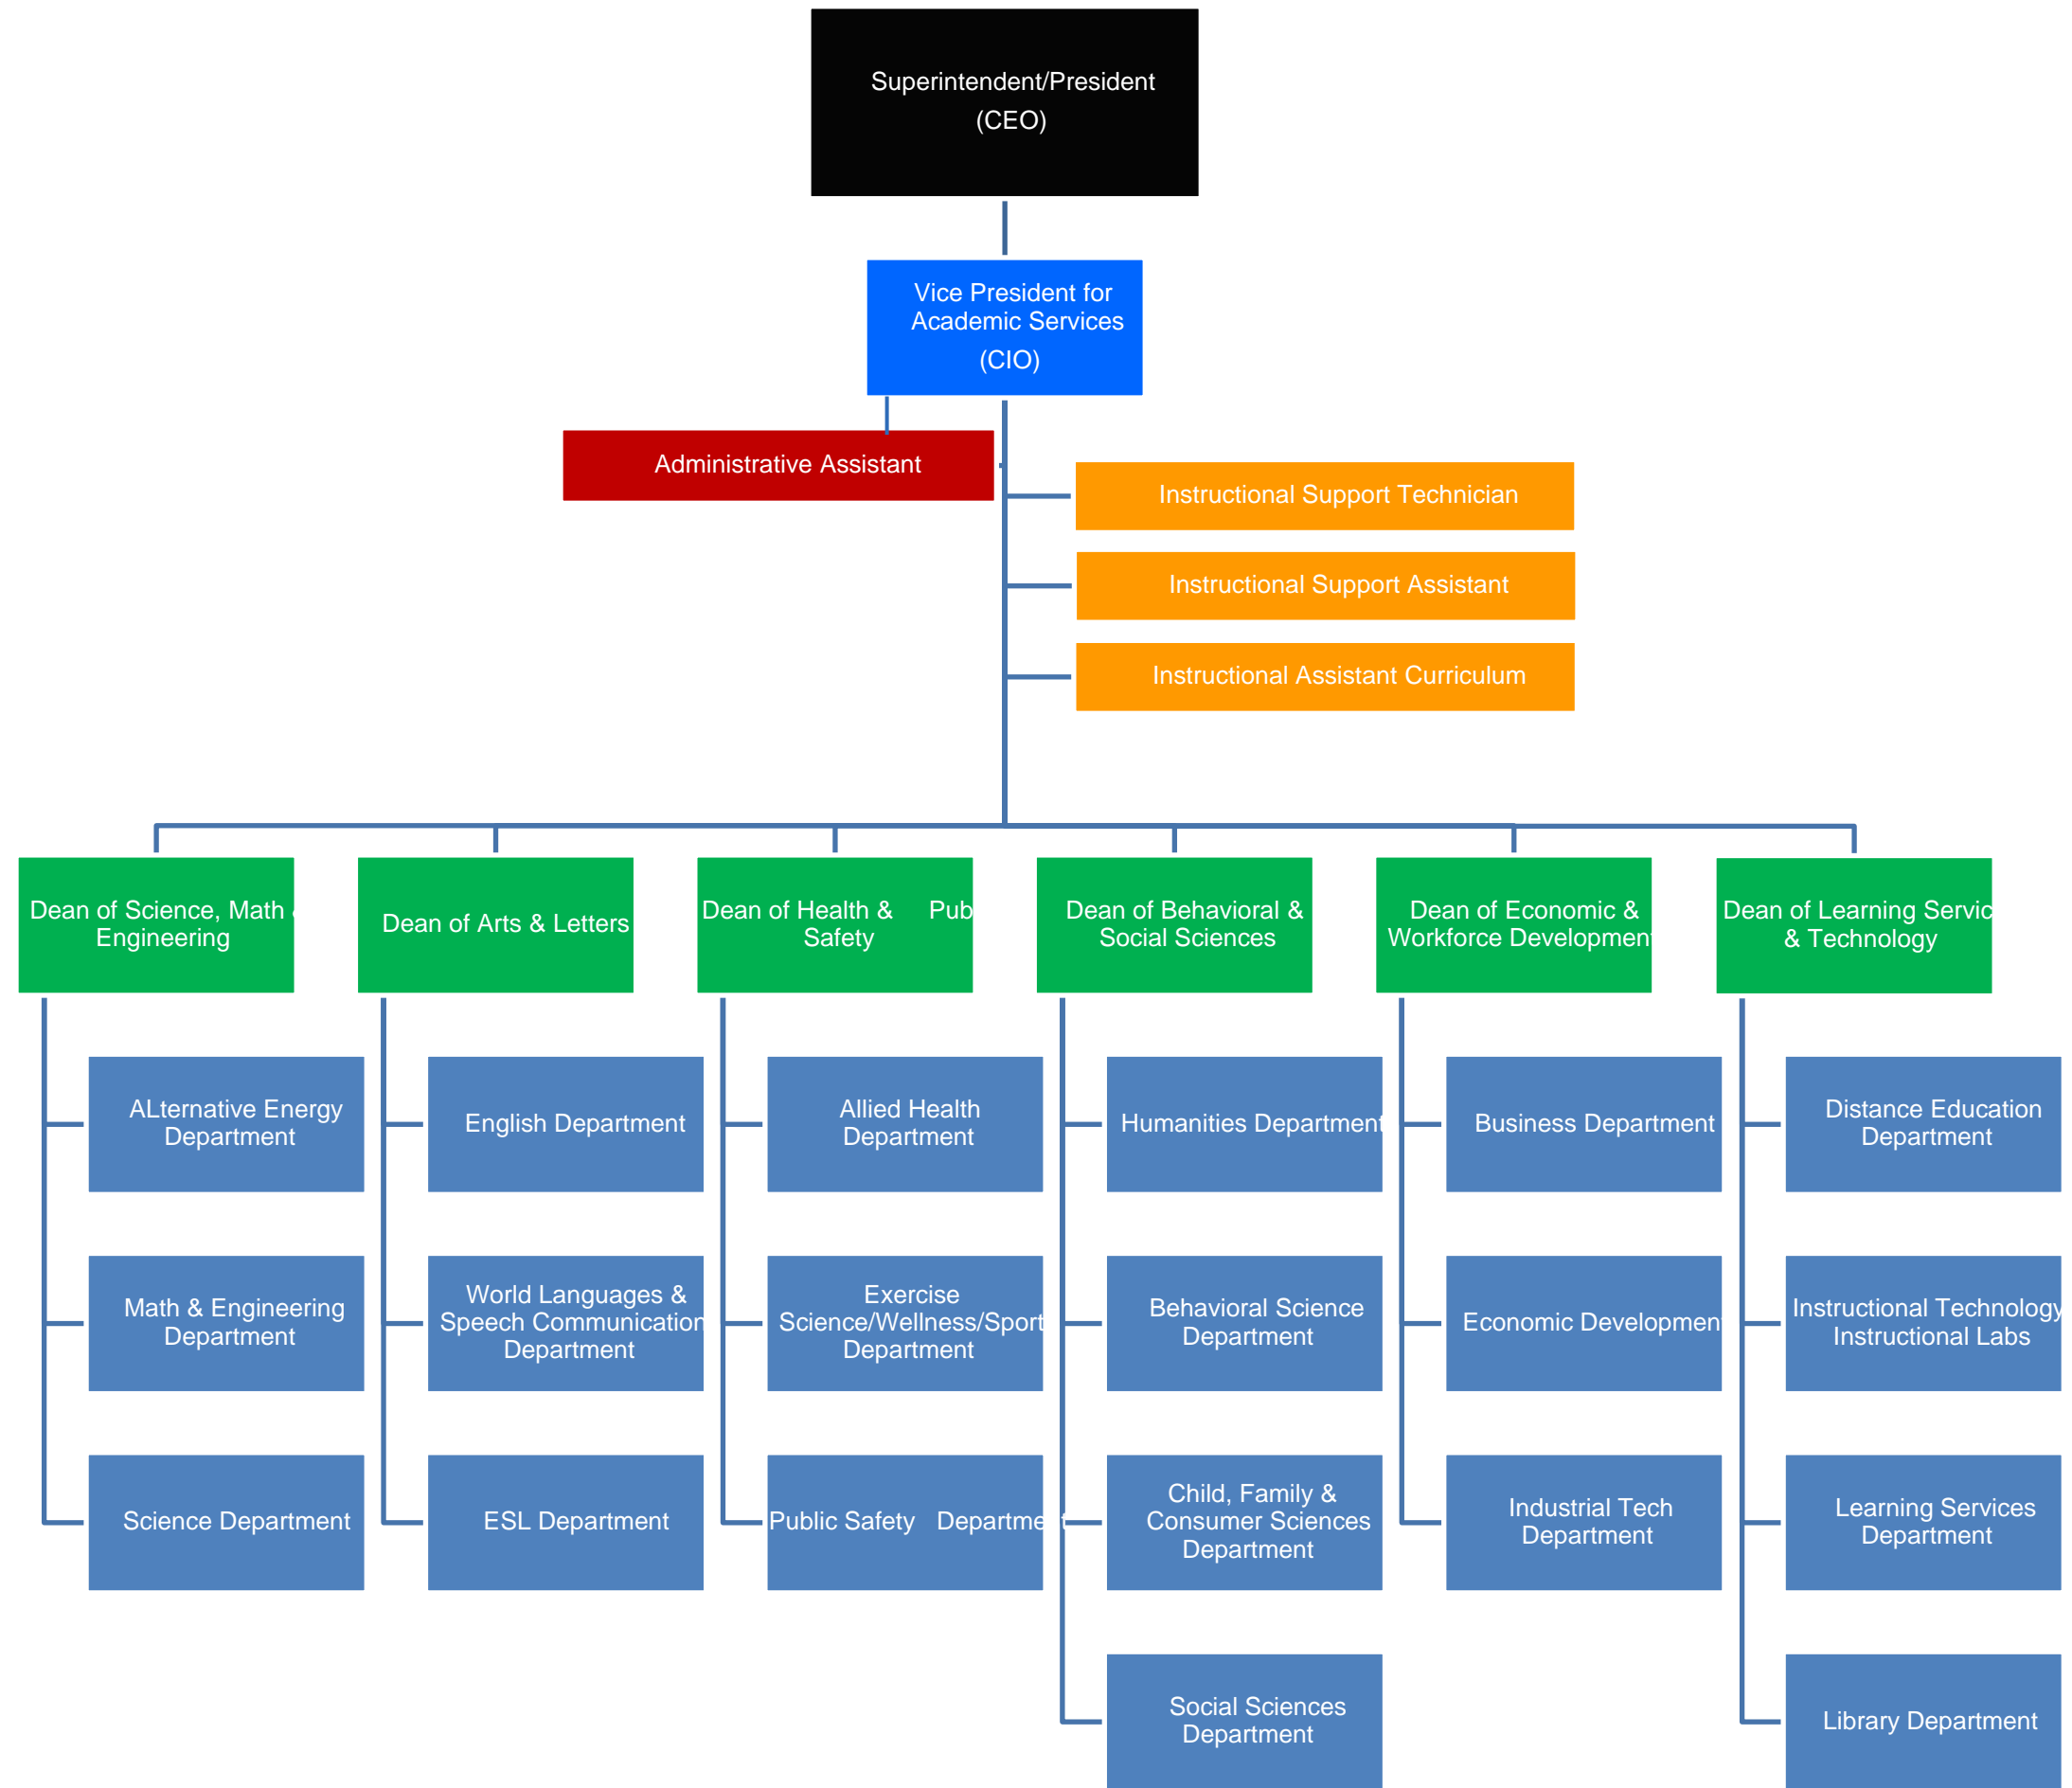 Superintendent/President
(CEO)
Vice President for
Academic Services
(CIO)
Administrative Assistant
Instructional Support Technician
Instructional Support Assistant
Instructional Assistant Curriculum
Dean of Science, Math &
Engineering
Dean of Arts & Letters
Dean of Health & Pub
Safety
Dean of Behavioral &
Social Sciences
Dean of Economic &
Workforce Development
Dean of Learning Servic
& Technology
ALternative Energy
Department
Math & Engineering
Department
Science Department
English Department
World Languages &
Speech Communication
Department
ESL Department
Allied Health
Department
Exercise
Science/Wellness/Sport
Department
Public Safety Department
Humanities Department
Behavioral Science
Department
Child, Family &
Consumer Sciences
Department
Social Sciences
Department
Business Department
Economic Development
Industrial Tech
Department
Distance Education
Department
Instructional Technology
Instructional Labs
Learning Services
Department
Library Department